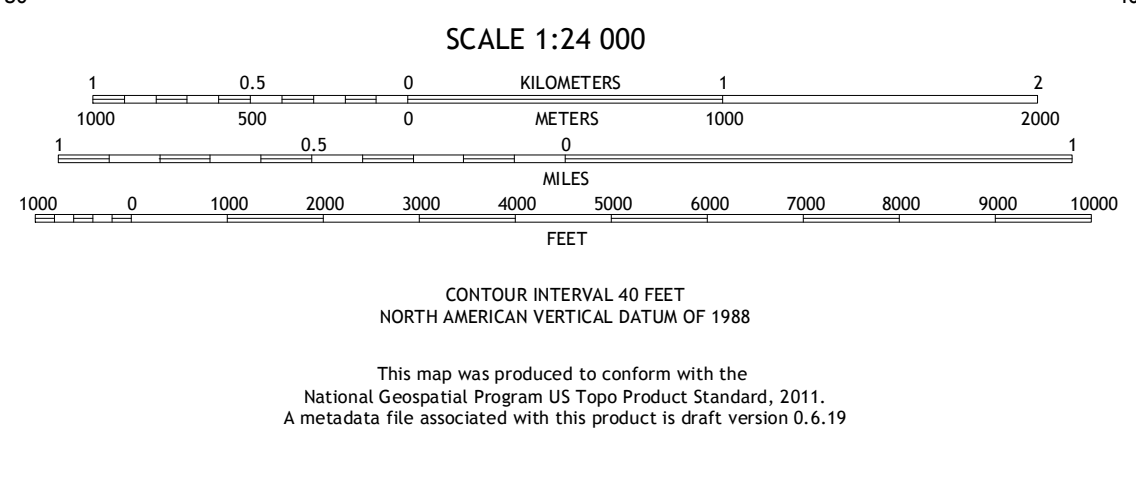 SCALE 1:24 000
1 0.5 0 KILOMETERS 1 2
1000 500 0 METERS 1000 2000
1 0.5 0 1
MILES
1000 0 1000 2000 3000 4000 5000 6000 7000 8000 9000 10000
FEET
CONTOUR INTERVAL 40 FEET
NORTH AMERICAN VERTICAL DATUM OF 1988
This map was produced to conform with the
National Geospatial Program US Topo Product Standard, 2011.
A metadata file associated with this product is draft version 0.6.19